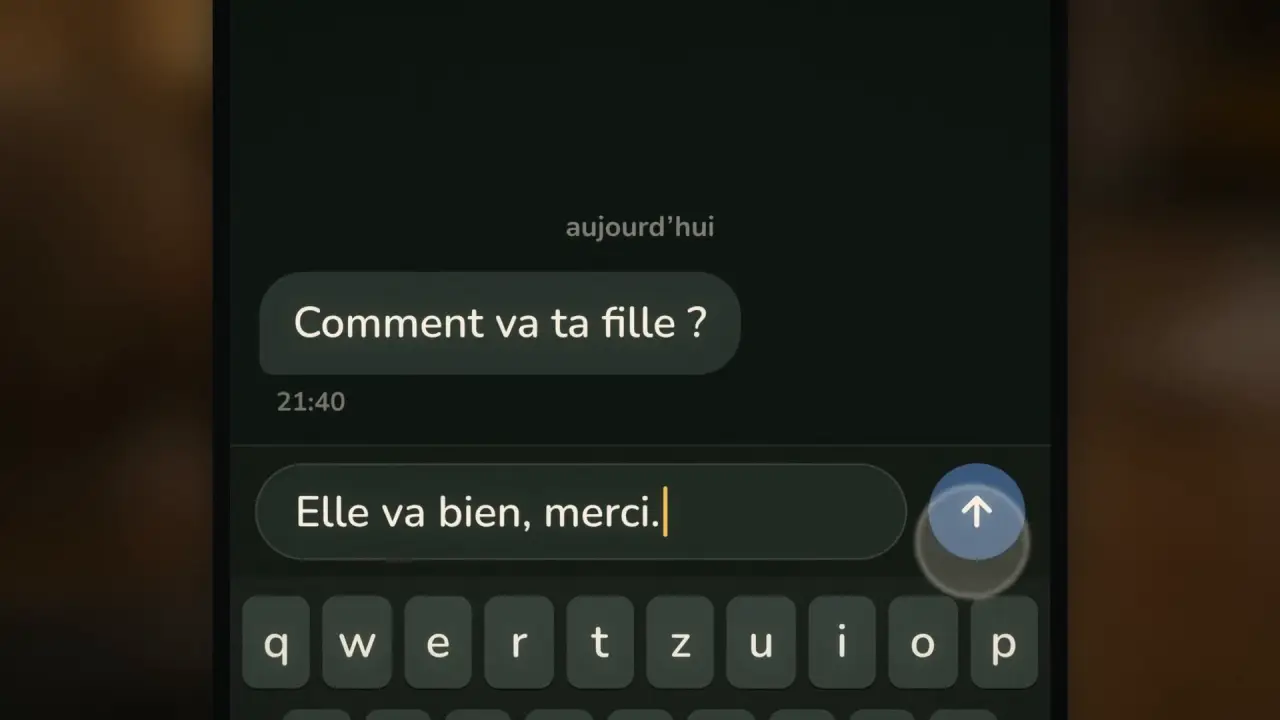 aujourd’hui
Comment va ta fille ?
21:40
Elle va bien, merci.
q w e r t z u i o p